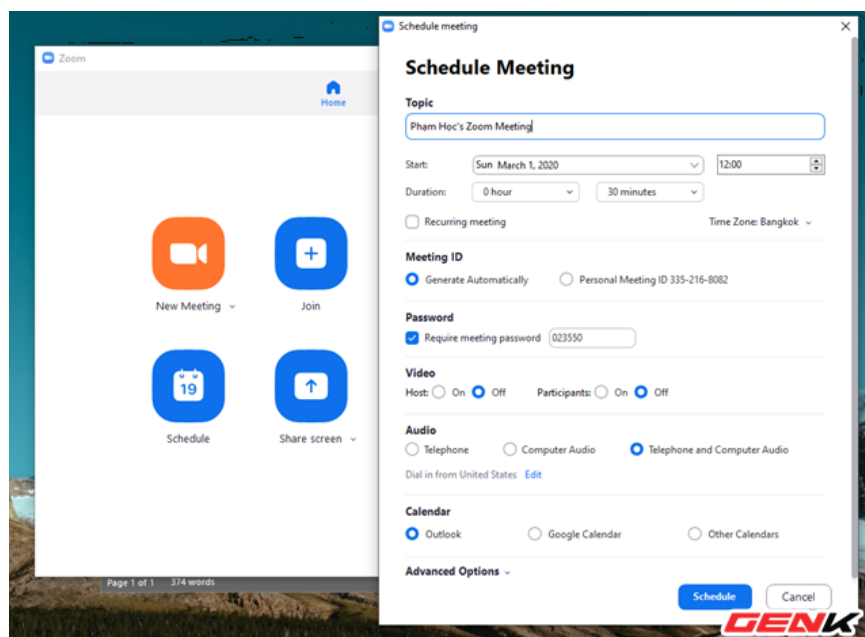 Zoom
Home
New Meeting
Join
19
Schedule
Share screen
Page 1 of 1 374 words
Schedule meeting
Schedule Meeting
Topic
Phạm Học's Zoom Meeting
Start: Sun March 1, 2020 12:00
Duration: 0 hour 30 minutes
Recurring meeting Time Zone: Bangkok
Meeting ID
Generate Automatically Personal Meeting ID 335-216-8082
Password
Require meeting password 023550
Video
Host: On Off Participants: On Off
Audio
Telephone Computer Audio Telephone and Computer Audio
Dial in from United States Edit
Calendar
Outlook Google Calendar Other Calendars
Advanced Options
Schedule Cancel
GENK